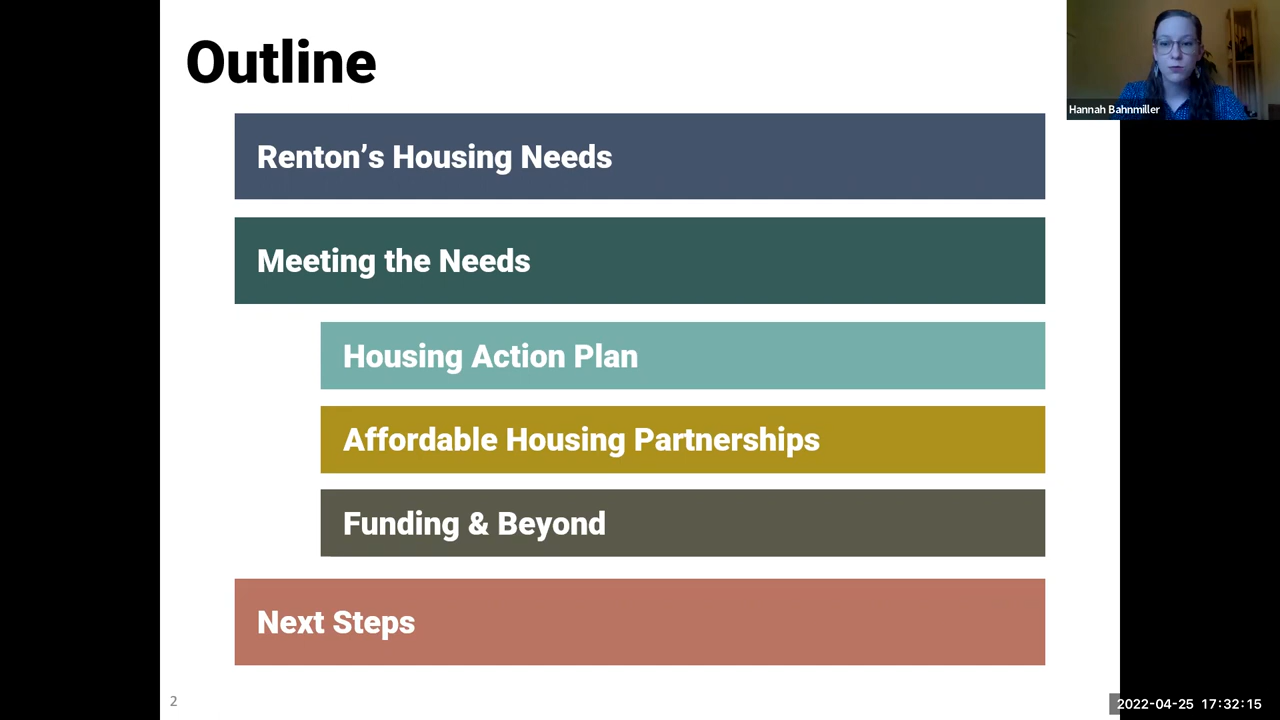 Outline
Hannah Bahnmiller
Renton’s Housing Needs
Meeting the Needs
Housing Action Plan
Affordable Housing Partnerships
Funding & Beyond
Next Steps
2
2022-04-25 17:32:15